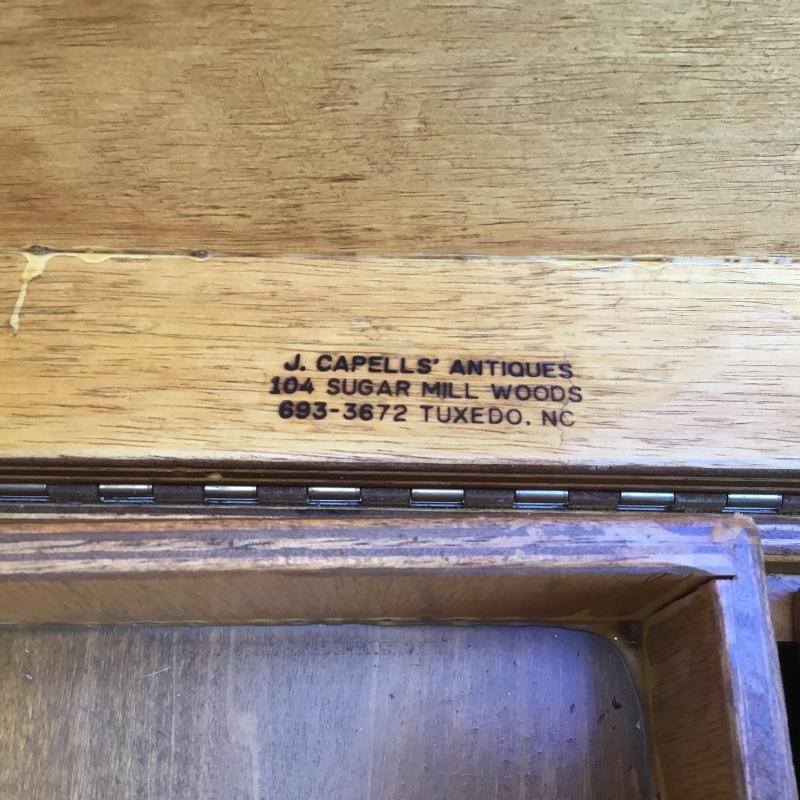 J. CAPELLS' ANTIQUES
104 SUGAR MILL WOODS
693-3672 TUXEDO, NC